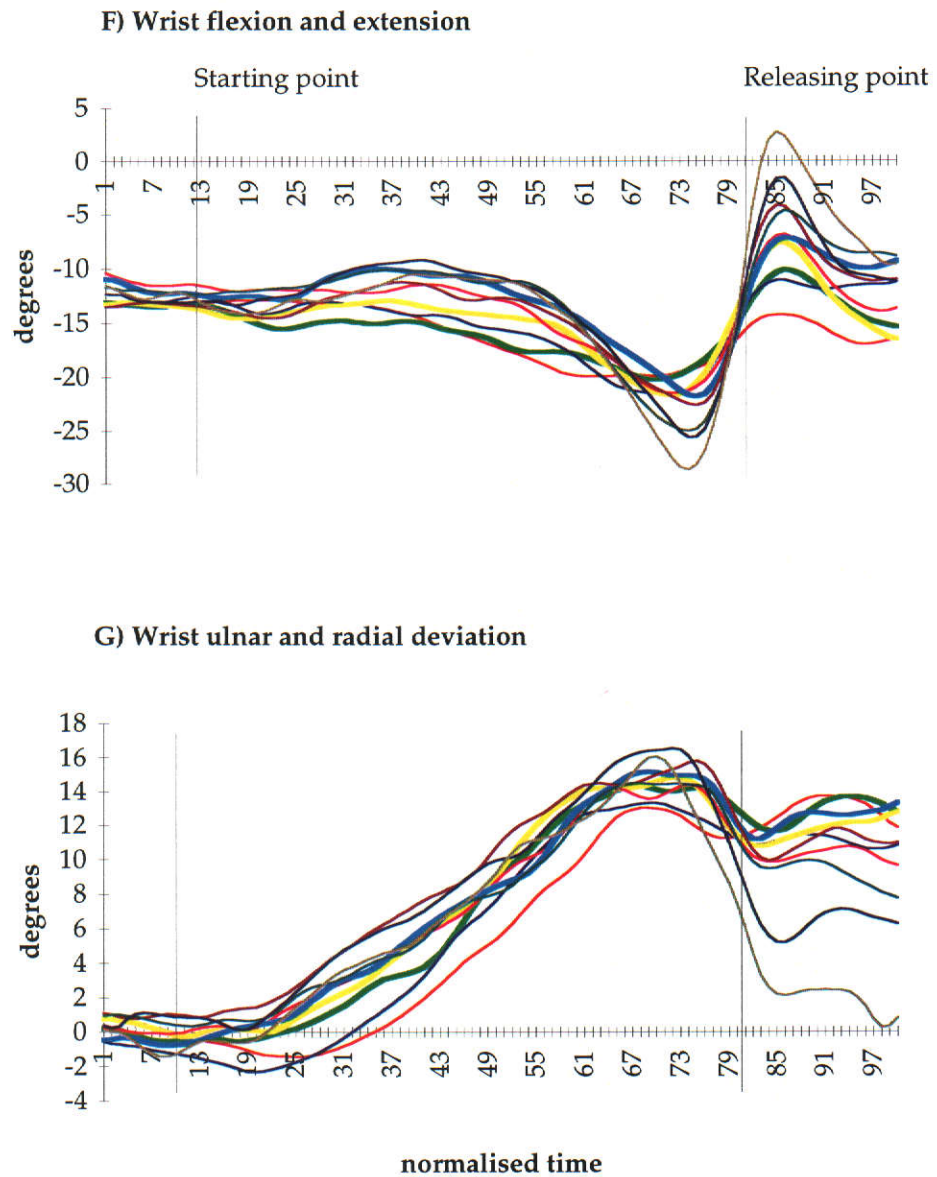 F) Wrist flexion and extension
Starting point
Releasing point
5
0
-5
-10
-15
-20
-25
-30
degrees
1 7 13 19 25 31 37 43 49 55 61 67 73 79 85 91 97
G) Wrist ulnar and radial deviation
18
16
14
12
10
8
6
4
2
0
-2
-4
degrees
1 7 13 19 25 31 37 43 49 55 61 67 73 79 85 91 97
normalised time